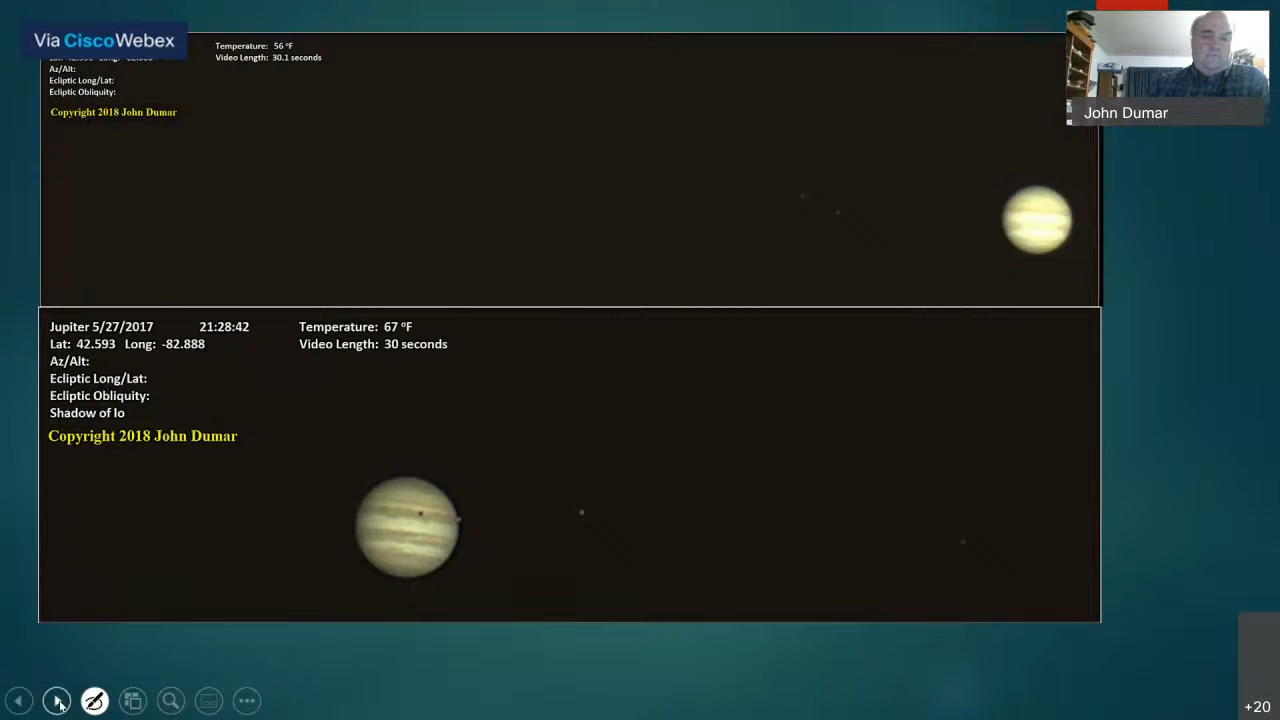 Via CiscoWebex
Temperature: 56 °F
Video Length: 30.1 seconds
Az/Alt:
Ecliptic Long/Lat:
Ecliptic Obliquity:
Copyright 2018 John Dumar
John Dumar
Jupiter 5/27/2017 21:28:42 Temperature: 67 °F
Lat: 42.593 Long: -82.888 Video Length: 30 seconds
Az/Alt:
Ecliptic Long/Lat:
Ecliptic Obliquity:
Shadow of Io
Copyright 2018 John Dumar
+20